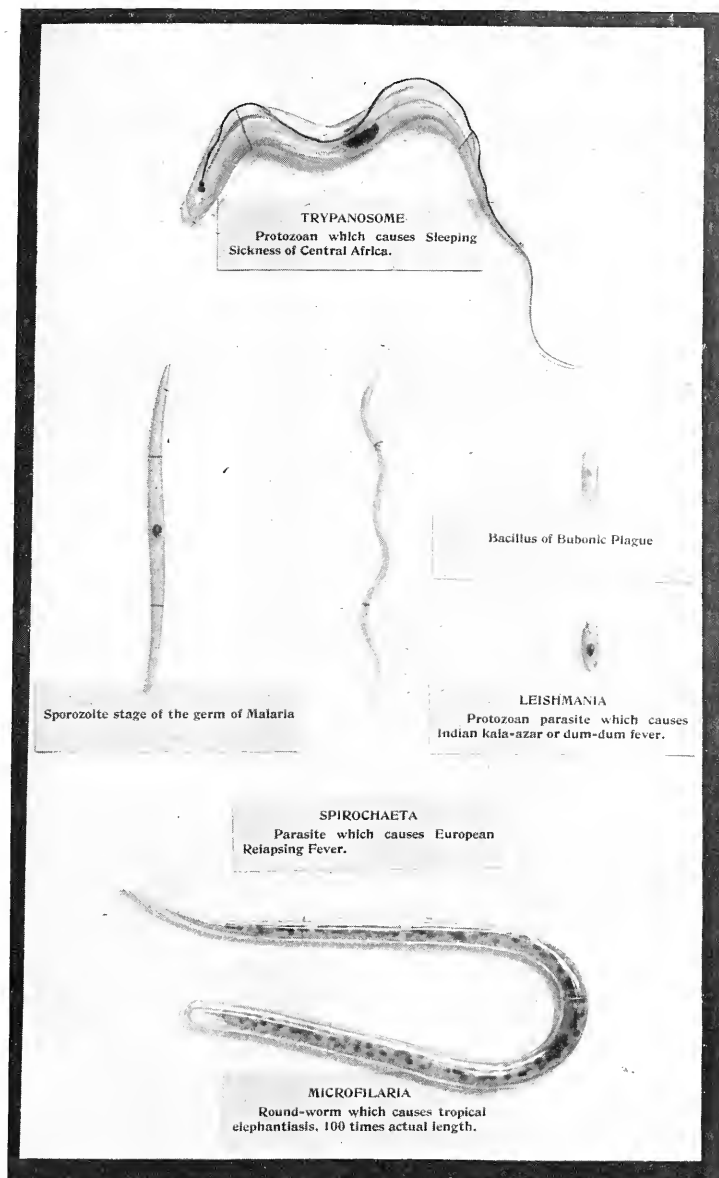 TRYPANOSOME
Protozoan which causes Sleeping
Sickness of Central Africa.
Bacillus of Bubonic Plague
Sporozoite stage of the germ of Malaria
LEISHMANIA
Protozoan parasite which causes
Indian kala-azar or dum-dum fever.
SPIROCHAETA
Parasite which causes European
Relapsing Fever.
MICROFILARIA
Round-worm which causes tropical
elephantiasis. 100 times actual length.